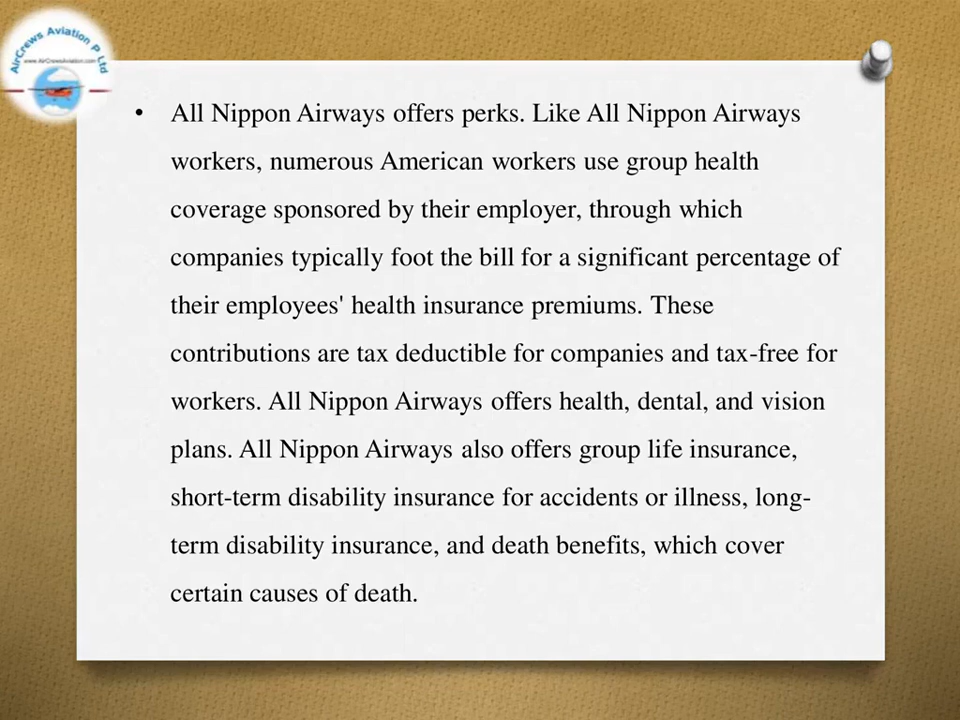 AirCrews Aviation P Ltd
www.AirCrewsAviation.com
• All Nippon Airways offers perks. Like All Nippon Airways
workers, numerous American workers use group health
coverage sponsored by their employer, through which
companies typically foot the bill for a significant percentage of
their employees' health insurance premiums. These
contributions are tax deductible for companies and tax-free for
workers. All Nippon Airways offers health, dental, and vision
plans. All Nippon Airways also offers group life insurance,
short-term disability insurance for accidents or illness, long-
term disability insurance, and death benefits, which cover
certain causes of death.